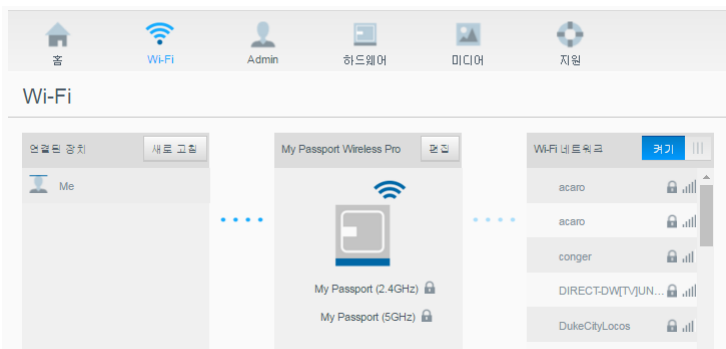 홈 Wi-Fi Admin 하드웨어 미디어 지원
Wi-Fi
연결된 장치 새로 고침
Me
My Passport Wireless Pro 편집
My Passport (2.4GHz)
My Passport (5GHz)
Wi-Fi 네트워크 켜기
acaro
acaro
conger
DIRECT-DW[TV]UN...
DukeCityLocos